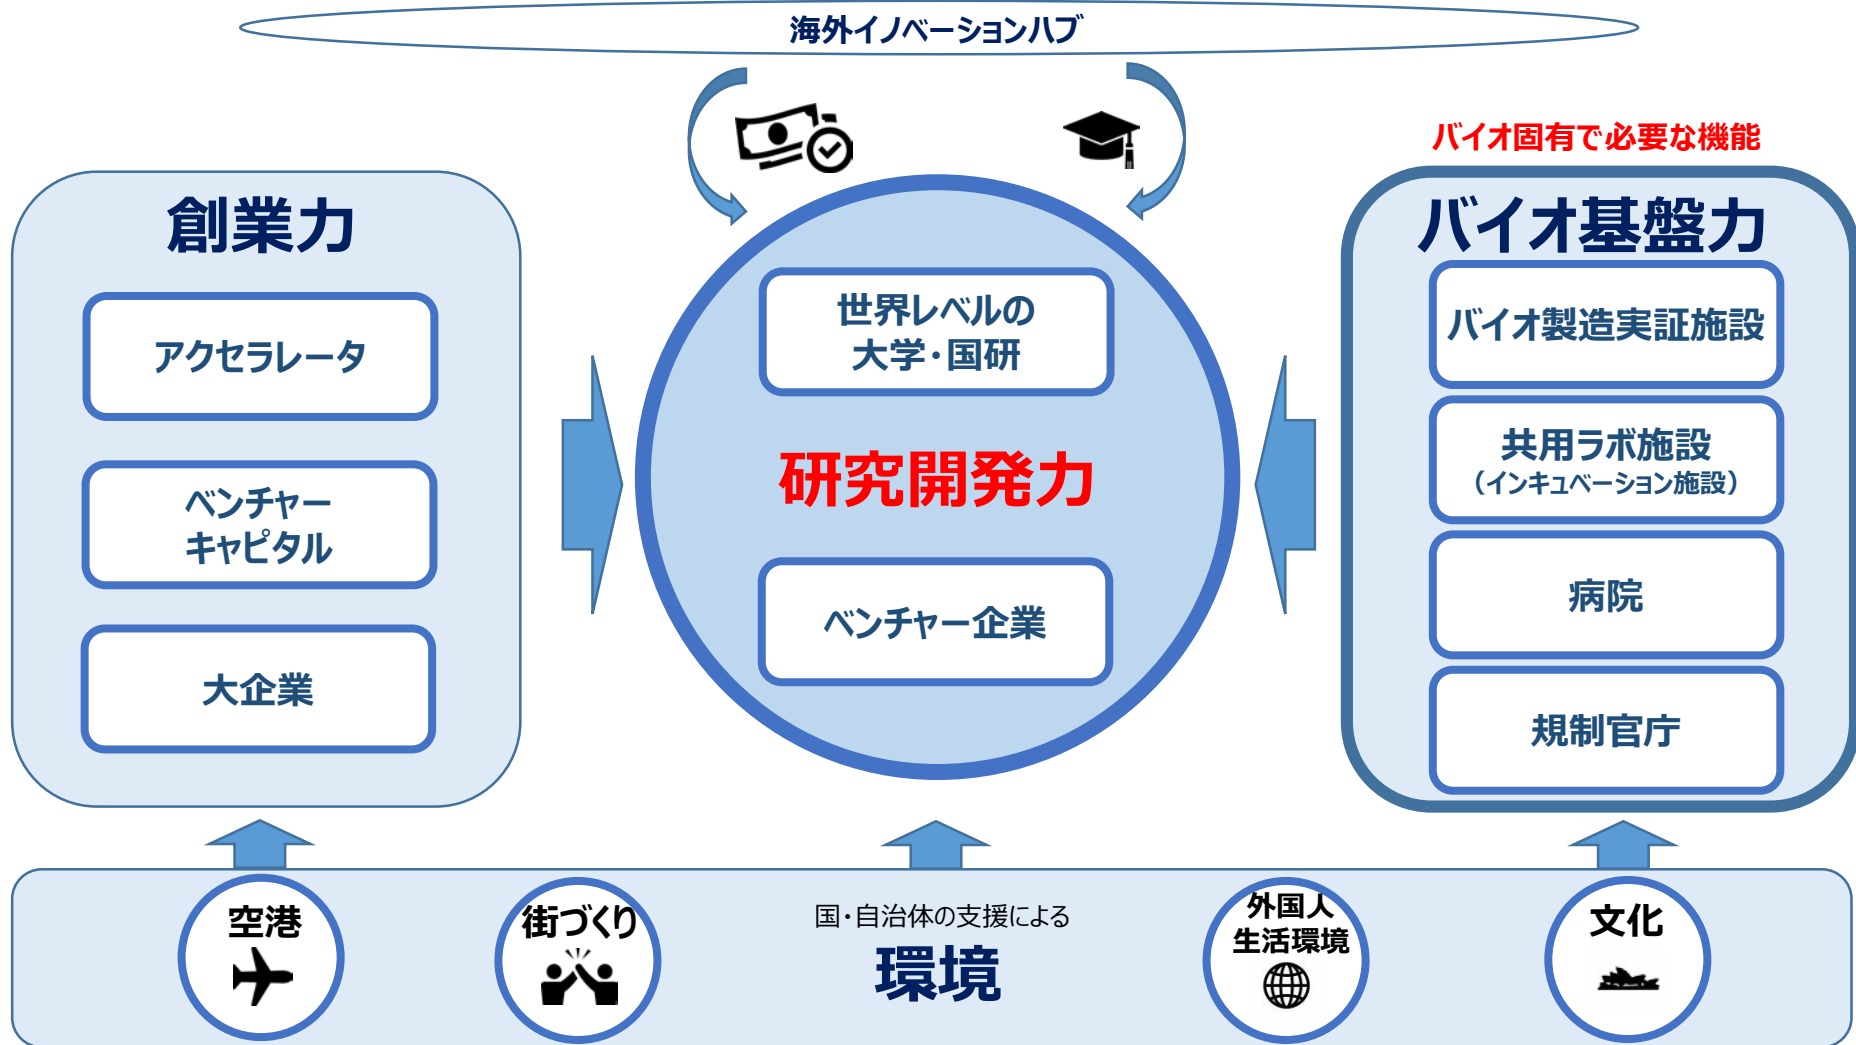 海外イノベーションハブ
創業力
アクセラレータ
ベンチャー
キャピタル
大企業
世界レベルの
大学・国研
研究開発力
ベンチャー企業
バイオ固有で必要な機能
バイオ基盤力
バイオ製造実証施設
共用ラボ施設
（インキュベーション施設）
病院
規制官庁
空港
街づくり
国・自治体の支援による
環境
外国人
生活環境
文化